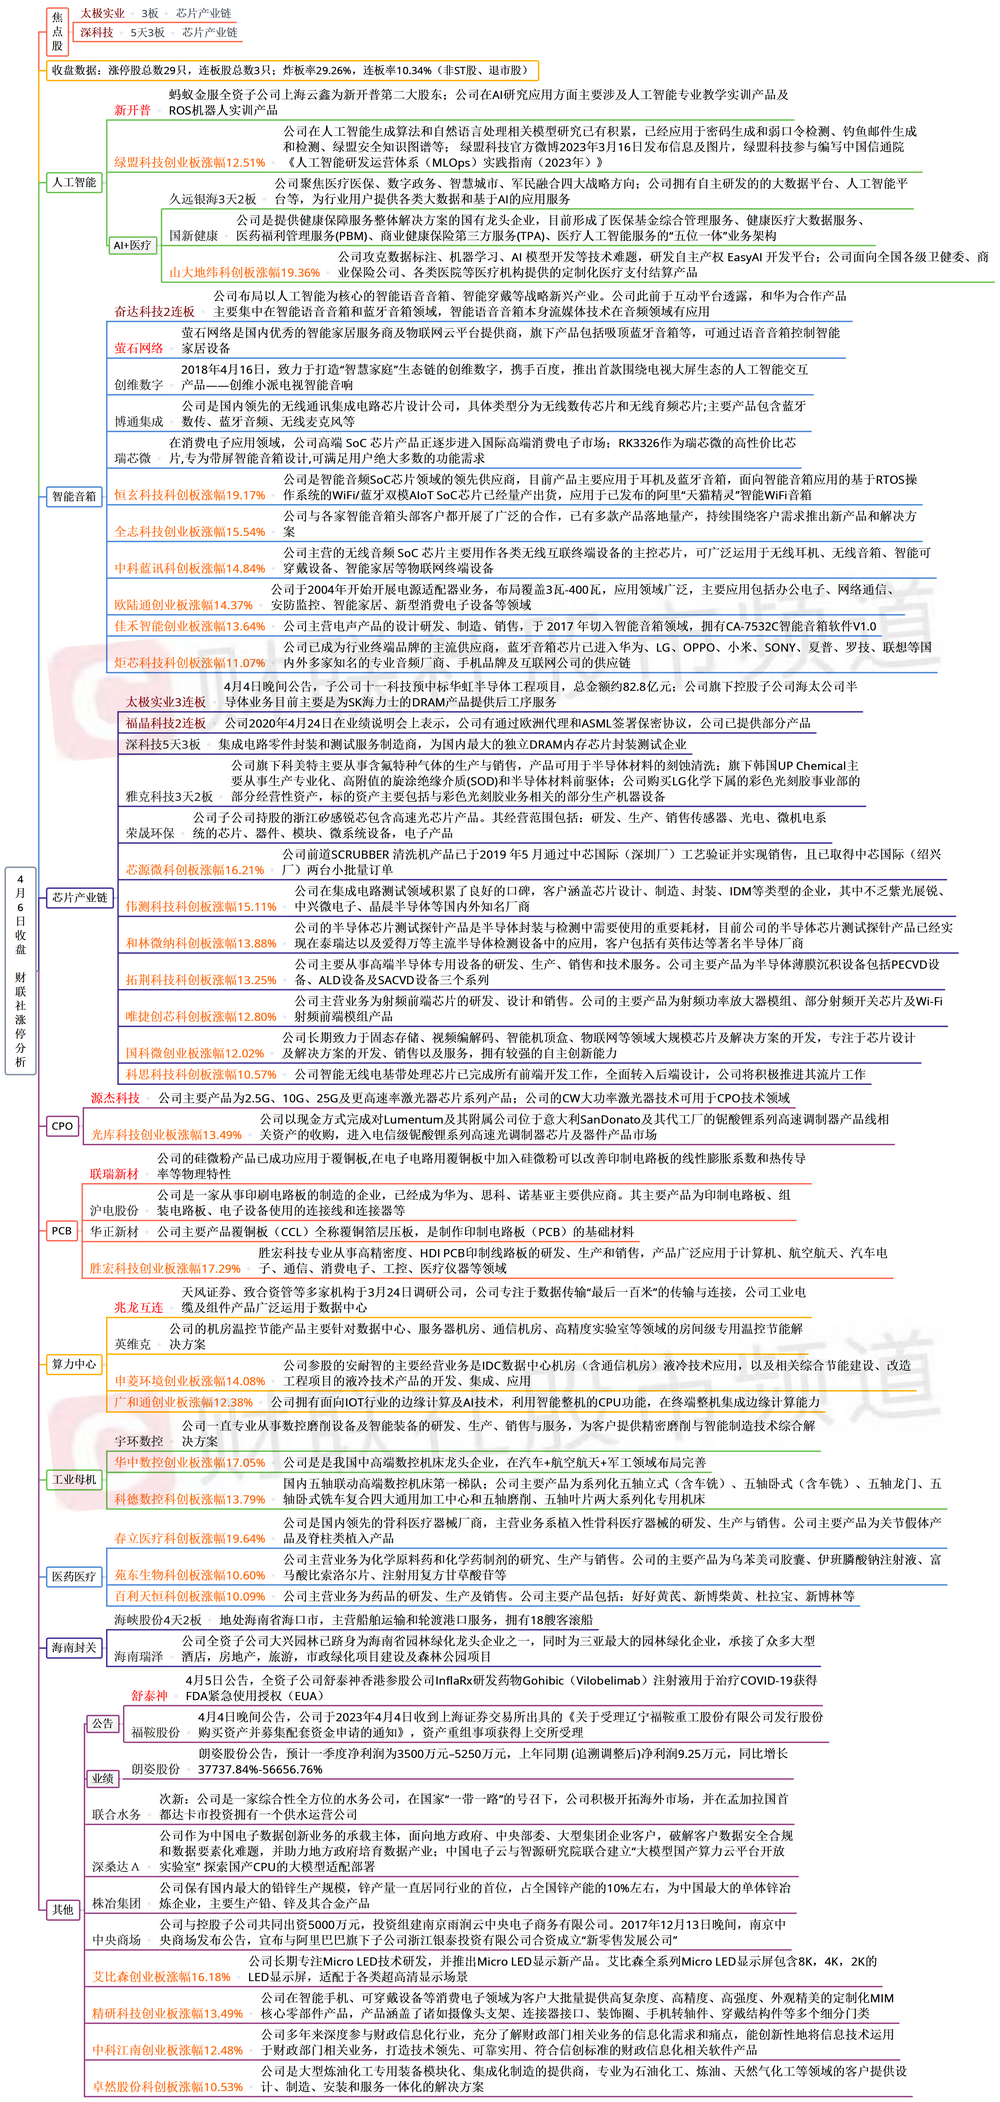 4月6日收盘 财联社涨停分析
焦点股
太极实业 3板 芯片产业链
深科技 5天3板 芯片产业链
收盘数据：涨停股总数29只，连板股总数3只；炸板率29.26%，连板率10.34%（非ST股、退市股）
人工智能
新开普
蚂蚁金服全资子公司上海云鑫为新开普第二大股东；公司在AI研究应用方面主要涉及人工智能专业教学实训产品及
ROS机器人实训产品
绿盟科技创业板涨幅12.51%
公司在人工智能生成算法和自然语言处理相关模型研究已有积累，已经应用于密码生成和弱口令检测、钓鱼邮件生成
和检测、绿盟安全知识图谱等； 绿盟科技官方微博2023年3月16日发布信息及图片，绿盟科技参与编写中国信通院
《人工智能研发运营体系（MLOps）实践指南（2023年）》
久远银海3天2板
公司聚焦医疗医保、数字政务、智慧城市、军民融合四大战略方向；公司拥有自主研发的的大数据平台、人工智能平
台等，为行业用户提供各类大数据和基于AI的应用服务
AI+医疗
国新健康
公司是提供健康保障服务整体解决方案的国有龙头企业，目前形成了医保基金综合管理服务、健康医疗大数据服务、
医药福利管理服务(PBM)、商业健康保险第三方服务(TPA)、医疗人工智能服务的“五位一体”业务架构
山大地纬科创板涨幅19.36%
公司攻克数据标注、机器学习、AI 模型开发等技术难题，研发自主产权 EasyAI 开发平台；公司面向全国各级卫健委、商
业保险公司、各类医院等医疗机构提供的定制化医疗支付结算产品
智能音箱
奋达科技2连板
公司布局以人工智能为核心的智能语音音箱、智能穿戴等战略新兴产业。公司此前于互动平台透露，和华为合作产品
主要集中在智能语音音箱和蓝牙音箱领域，智能语音音箱本身流媒体技术在音频领域有应用
萤石网络
萤石网络是国内优秀的智能家居服务商及物联网云平台提供商，旗下产品包括吸顶蓝牙音箱等，可通过语音音箱控制智能
家居设备
创维数字
2018年4月16日，致力于打造“智慧家庭”生态链的创维数字，携手百度，推出首款围绕电视大屏生态的人工智能交互
产品——创维小派电视智能音响
博通集成
公司是国内领先的无线通讯集成电路芯片设计公司，具体类型分为无线数传芯片和无线育频芯片;主要产品包含蓝牙
数传、蓝牙音频、无线麦克风等
瑞芯微
在消费电子应用领域，公司高端 SoC 芯片产品正逐步进入国际高端消费电子市场；RK3326作为瑞芯微的高性价比芯
片,专为带屏智能音箱设计,可满足用户绝大多数的功能需求
恒玄科技科创板涨幅19.17%
公司是智能音频SoC芯片领域的领先供应商，目前产品主要应用于耳机及蓝牙音箱，面向智能音箱应用的基于RTOS操
作系统的WiFi/蓝牙双模AIoT SoC芯片已经量产出货，应用于已发布的阿里“天猫精灵”智能WiFi音箱
全志科技创业板涨幅15.54%
公司与各家智能音箱头部客户都开展了广泛的合作，已有多款产品落地量产，持续围绕客户需求推出新产品和解决方
案
中科蓝讯科创板涨幅14.84%
公司主营的无线音频 SoC 芯片主要用作各类无线互联终端设备的主控芯片，可广泛运用于无线耳机、无线音箱、智能可
穿戴设备、智能家居等物联网终端设备
欧陆通创业板涨幅14.37%
公司于2004年开始开展电源适配器业务，布局覆盖3瓦-400瓦，应用领域广泛，主要应用包括办公电子、网络通信、
安防监控、智能家居、新型消费电子设备等领域
佳禾智能创业板涨幅13.64%
公司主营电声产品的设计研发、制造、销售，于 2017 年切入智能音箱领域，拥有CA-7532C智能音箱软件V1.0
炬芯科技科创板涨幅11.07%
公司已成为行业终端品牌的主流供应商，蓝牙音箱芯片已进入华为、LG、OPPO、小米、SONY、夏普、罗技、联想等国
内外多家知名的专业音频厂商、手机品牌及互联网公司的供应链
芯片产业链
太极实业3连板
4月4日晚间公告，子公司十一科技预中标华虹半导体工程项目，总金额约82.8亿元；公司旗下控股子公司海太公司半
导体业务目前主要是为SK海力士的DRAM产品提供后工序服务
福晶科技2连板
公司2020年4月24日在业绩说明会上表示，公司有通过欧洲代理和ASML签署保密协议，公司已提供部分产品
深科技5天3板
集成电路零件封装和测试服务制造商，为国内最大的独立DRAM内存芯片封装测试企业
雅克科技3天2板
公司旗下科美特主要从事含氟特种气体的生产与销售，产品可用于半导体材料的刻蚀清洗；旗下韩国UP Chemical主
要从事生产专业化、高附值的旋涂绝缘介质(SOD)和半导体材料前驱体；公司购买LG化学下属的彩色光刻胶事业部的
部分经营性资产，标的资产主要包括与彩色光刻胶业务相关的部分生产机器设备
荣晟环保
公司子公司持股的浙江矽感锐芯包含高速光芯片产品。其经营范围包括：研发、生产、销售传感器、光电、微机电系
统的芯片、器件、模块、微系统设备，电子产品
芯源微科创板涨幅16.21%
公司前道SCRUBBER 清洗机产品已于2019 年5 月通过中芯国际（深圳厂）工艺验证并实现销售，且已取得中芯国际（绍兴
厂）两台小批量订单
伟测科技科创板涨幅15.11%
公司在集成电路测试领域积累了良好的口碑，客户涵盖芯片设计、制造、封装、IDM等类型的企业，其中不乏紫光展锐、
中兴微电子、晶晨半导体等国内外知名厂商
和林微纳科创板涨幅13.88%
公司的半导体芯片测试探针产品是半导体封装与检测中需要使用的重要耗材，目前公司的半导体芯片测试探针产品已经实
现在泰瑞达以及爱得万等主流半导体检测设备中的应用，客户包括有英伟达等著名半导体厂商
拓荆科技科创板涨幅13.25%
公司主要从事高端半导体专用设备的研发、生产、销售和技术服务。公司主要产品为半导体薄膜沉积设备包括PECVD设
备、ALD设备及SACVD设备三个系列
唯捷创芯科创板涨幅12.80%
公司主营业务为射频前端芯片的研发、设计和销售。公司的主要产品为射频功率放大器模组、部分射频开关芯片及Wi-Fi
射频前端模组产品
国科微创业板涨幅12.02%
公司长期致力于固态存储、视频编解码、智能机顶盒、物联网等领域大规模芯片及解决方案的开发，专注于芯片设计
及解决方案的开发、销售以及服务，拥有较强的自主创新能力
科思科技科创板涨幅10.57%
公司智能无线电基带处理芯片已完成所有前端开发工作，全面转入后端设计，公司将积极推进其流片工作
CPO
源杰科技
公司主要产品为2.5G、10G、25G及更高速率激光器芯片系列产品；公司的CW大功率激光器技术可用于CPO技术领域
光库科技创业板涨幅13.49%
公司以现金方式完成对Lumentum及其附属公司位于意大利SanDonato及其代工厂的铌酸锂系列高速调制器产品线相
关资产的收购，进入电信级铌酸锂系列高速光调制器芯片及器件产品市场
PCB
联瑞新材
公司的硅微粉产品已成功应用于覆铜板,在电子电路用覆铜板中加入硅微粉可以改善印制电路板的线性膨胀系数和热传导
率等物理特性
沪电股份
公司是一家从事印刷电路板的制造的企业，已经成为华为、思科、诺基亚主要供应商。其主要产品为印制电路板、组
装电路板、电子设备使用的连接线和连接器等
华正新材
公司主要产品覆铜板（CCL）全称覆铜箔层压板，是制作印制电路板（PCB）的基础材料
胜宏科技创业板涨幅17.29%
胜宏科技专业从事高精密度、HDI PCB印制线路板的研发、生产和销售，产品广泛应用于计算机、航空航天、汽车电
子、通信、消费电子、工控、医疗仪器等领域
算力中心
兆龙互连
天风证券、致合资管等多家机构于3月24日调研公司，公司专注于数据传输“最后一百米”的传输与连接，公司工业电
缆及组件产品广泛运用于数据中心
英维克
公司的机房温控节能产品主要针对数据中心、服务器机房、通信机房、高精度实验室等领域的房间级专用温控节能解
决方案
申菱环境创业板涨幅14.08%
公司参股的安耐智的主要经营业务是IDC数据中心机房（含通信机房）液冷技术应用，以及相关综合节能建设、改造
工程项目的液冷技术产品的开发、集成、应用
广和通创业板涨幅12.38%
公司拥有面向IOT行业的边缘计算及AI技术，利用智能整机的CPU功能，在终端整机集成边缘计算能力
工业母机
宇环数控
公司一直专业从事数控磨削设备及智能装备的研发、生产、销售与服务，为客户提供精密磨削与智能制造技术综合解
决方案
华中数控创业板涨幅17.05%
公司是是我国中高端数控机床龙头企业，在汽车+航空航天+军工领域布局完善
科德数控科创板涨幅13.79%
国内五轴联动高端数控机床第一梯队；公司主要产品为系列化五轴立式（含车铣）、五轴卧式（含车铣）、五轴龙门、五
轴卧式铣车复合四大通用加工中心和五轴磨削、五轴叶片两大系列化专用机床
医药医疗
春立医疗科创板涨幅19.64%
公司是国内领先的骨科医疗器械厂商，主营业务系植入性骨科医疗器械的研发、生产与销售。公司主要产品为关节假体产
品及脊柱类植入产品
苑东生物科创板涨幅10.60%
公司主营业务为化学原料药和化学药制剂的研究、生产与销售。公司的主要产品为乌苯美司胶囊、伊班膦酸钠注射液、富
马酸比索洛尔片、注射用复方甘草酸苷等
百利天恒科创板涨幅10.09%
公司主营业务为药品的研发、生产及销售。公司主要产品包括：好好黄芪、新博柴黄、杜拉宝、新博林等
海南封关
海峡股份4天2板
地处海南省海口市，主营船舶运输和轮渡港口服务，拥有18艘客滚船
海南瑞泽
公司全资子公司大兴园林已跻身为海南省园林绿化龙头企业之一，同时为三亚最大的园林绿化企业，承接了众多大型
酒店，房地产，旅游，市政绿化项目建设及森林公园项目
其他
公告
舒泰神
4月5日公告，全资子公司舒泰神香港参股公司InflaRx研发药物Gohibic（Vilobelimab）注射液用于治疗COVID-19获得
FDA紧急使用授权（EUA）
福鞍股份
4月4日晚间公告，公司于2023年4月4日收到上海证券交易所出具的《关于受理辽宁福鞍重工股份有限公司发行股份
购买资产并募集配套资金申请的通知》，资产重组事项获得上交所受理
业绩
朗姿股份
朗姿股份公告，预计一季度净利润为3500万元–5250万元，上年同期 (追溯调整后)净利润9.25万元，同比增长
37737.84%-56656.76%
联合水务
次新：公司是一家综合性全方位的水务公司，在国家“一带一路”的号召下，公司积极开拓海外市场，并在孟加拉国首
都达卡市投资拥有一个供水运营公司
深桑达Ａ
公司作为中国电子数据创新业务的承载主体，面向地方政府、中央部委、大型集团企业客户，破解客户数据安全合规
和数据要素化难题，并助力地方政府培育数据产业；中国电子云与智源研究院联合建立“大模型国产算力云平台开放
实验室” 探索国产CPU的大模型适配部署
株冶集团
公司保有国内最大的铅锌生产规模，锌产量一直居同行业的首位，占全国锌产能的10%左右，为中国最大的单体锌冶
炼企业，主要生产铅、锌及其合金产品
中央商场
公司与控股子公司共同出资5000万元，投资组建南京雨润云中央电子商务有限公司。2017年12月13日晚间，南京中
央商场发布公告，宣布与阿里巴巴旗下子公司浙江银泰投资有限公司合资成立“新零售发展公司”
艾比森创业板涨幅16.18%
公司长期专注Micro LED技术研发，并推出Micro LED显示新产品。艾比森全系列Micro LED显示屏包含8K，4K，2K的
LED显示屏，适配于各类超高清显示场景
精研科技创业板涨幅13.49%
公司在智能手机、可穿戴设备等消费电子领域为客户大批量提供高复杂度、高精度、高强度、外观精美的定制化MIM
核心零部件产品，产品涵盖了诸如摄像头支架、连接器接口、装饰圈、手机转轴件、穿戴结构件等多个细分门类
中科江南创业板涨幅12.48%
公司多年来深度参与财政信息化行业，充分了解财政部门相关业务的信息化需求和痛点，能创新性地将信息技术运用
于财政部门相关业务，打造技术领先、可靠实用、符合信创标准的财政信息化相关软件产品
卓然股份科创板涨幅10.53%
公司是大型炼油化工专用装备模块化、集成化制造的提供商，专业为石油化工、炼油、天然气化工等领域的客户提供设
计、制造、安装和服务一体化的解决方案
财联社股市频道
财联社股市频道